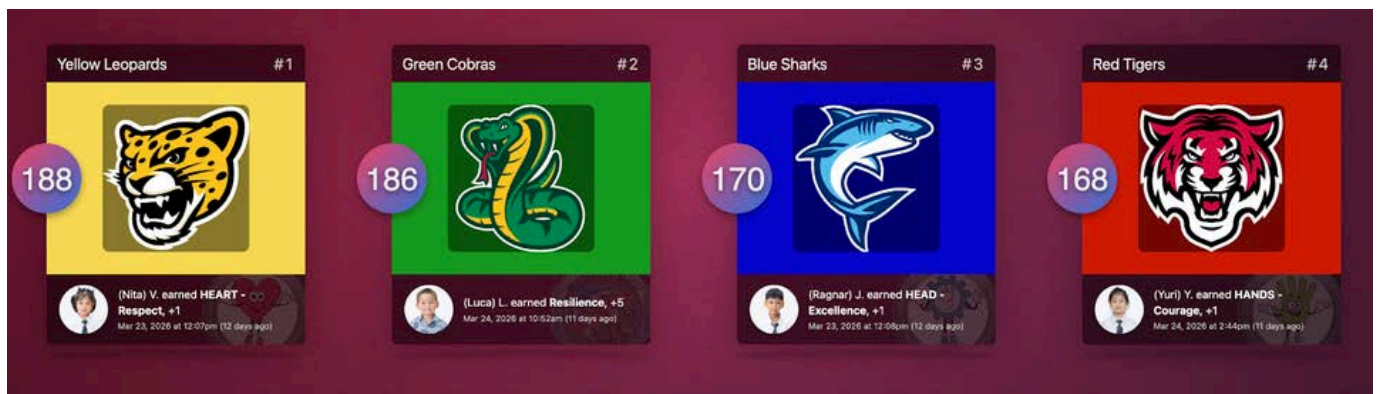 Yellow Leopards #1
188
(Nita) V. earned HEART -
Respect, +1
Mar 23, 2026 at 12:07pm (12 days ago)
Green Cobras #2
186
(Luca) L. earned Resilience, +5
Mar 24, 2026 at 10:52am (11 days ago)
Blue Sharks #3
170
(Ragnar) J. earned HEAD -
Excellence, +1
Mar 23, 2026 at 12:08pm (12 days ago)
Red Tigers #4
168
(Yuri) Y. earned HANDS -
Courage, +1
Mar 24, 2026 at 2:44pm (11 days ago)